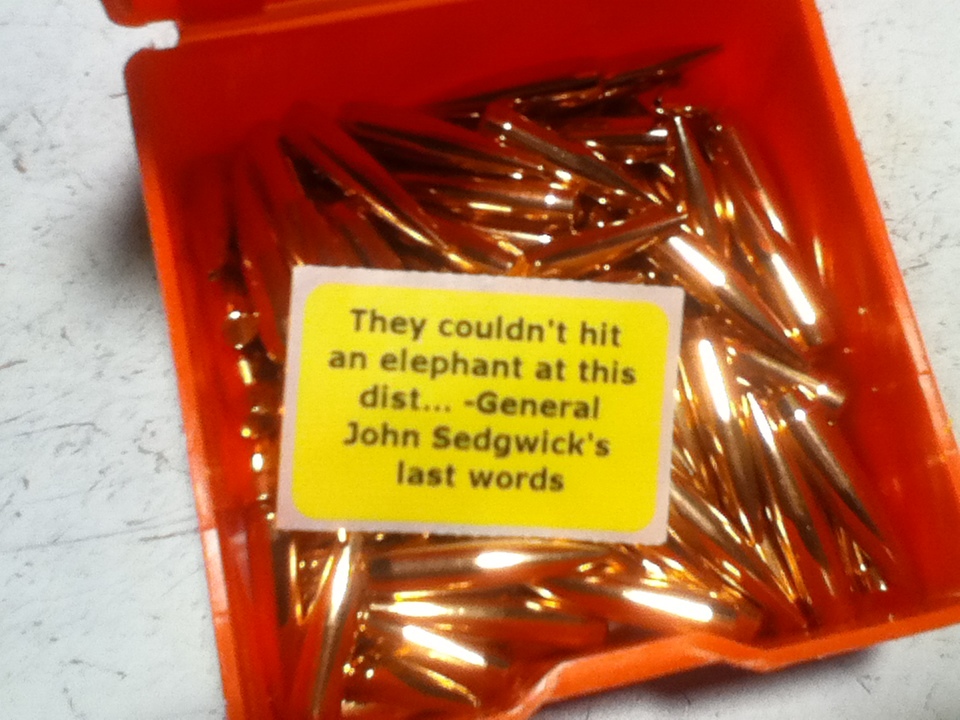 They couldn't hit
an elephant at this
dist... -General
John Sedgwick's
last words